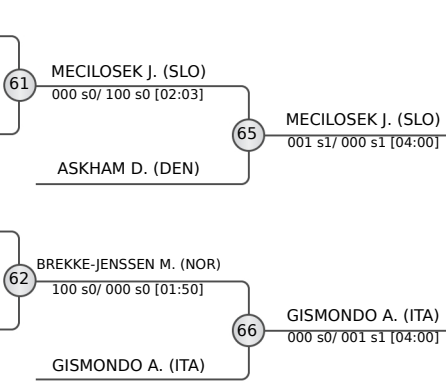 61
MECILOSEK J. (SLO)
000 s0/ 100 s0 [02:03]
65
MECILOSEK J. (SLO)
001 s1/ 000 s1 [04:00]
ASKHAM D. (DEN)
62
BREKKE-JENSSEN M. (NOR)
100 s0/ 000 s0 [01:50]
66
GISMONDO A. (ITA)
000 s0/ 001 s1 [04:00]
GISMONDO A. (ITA)